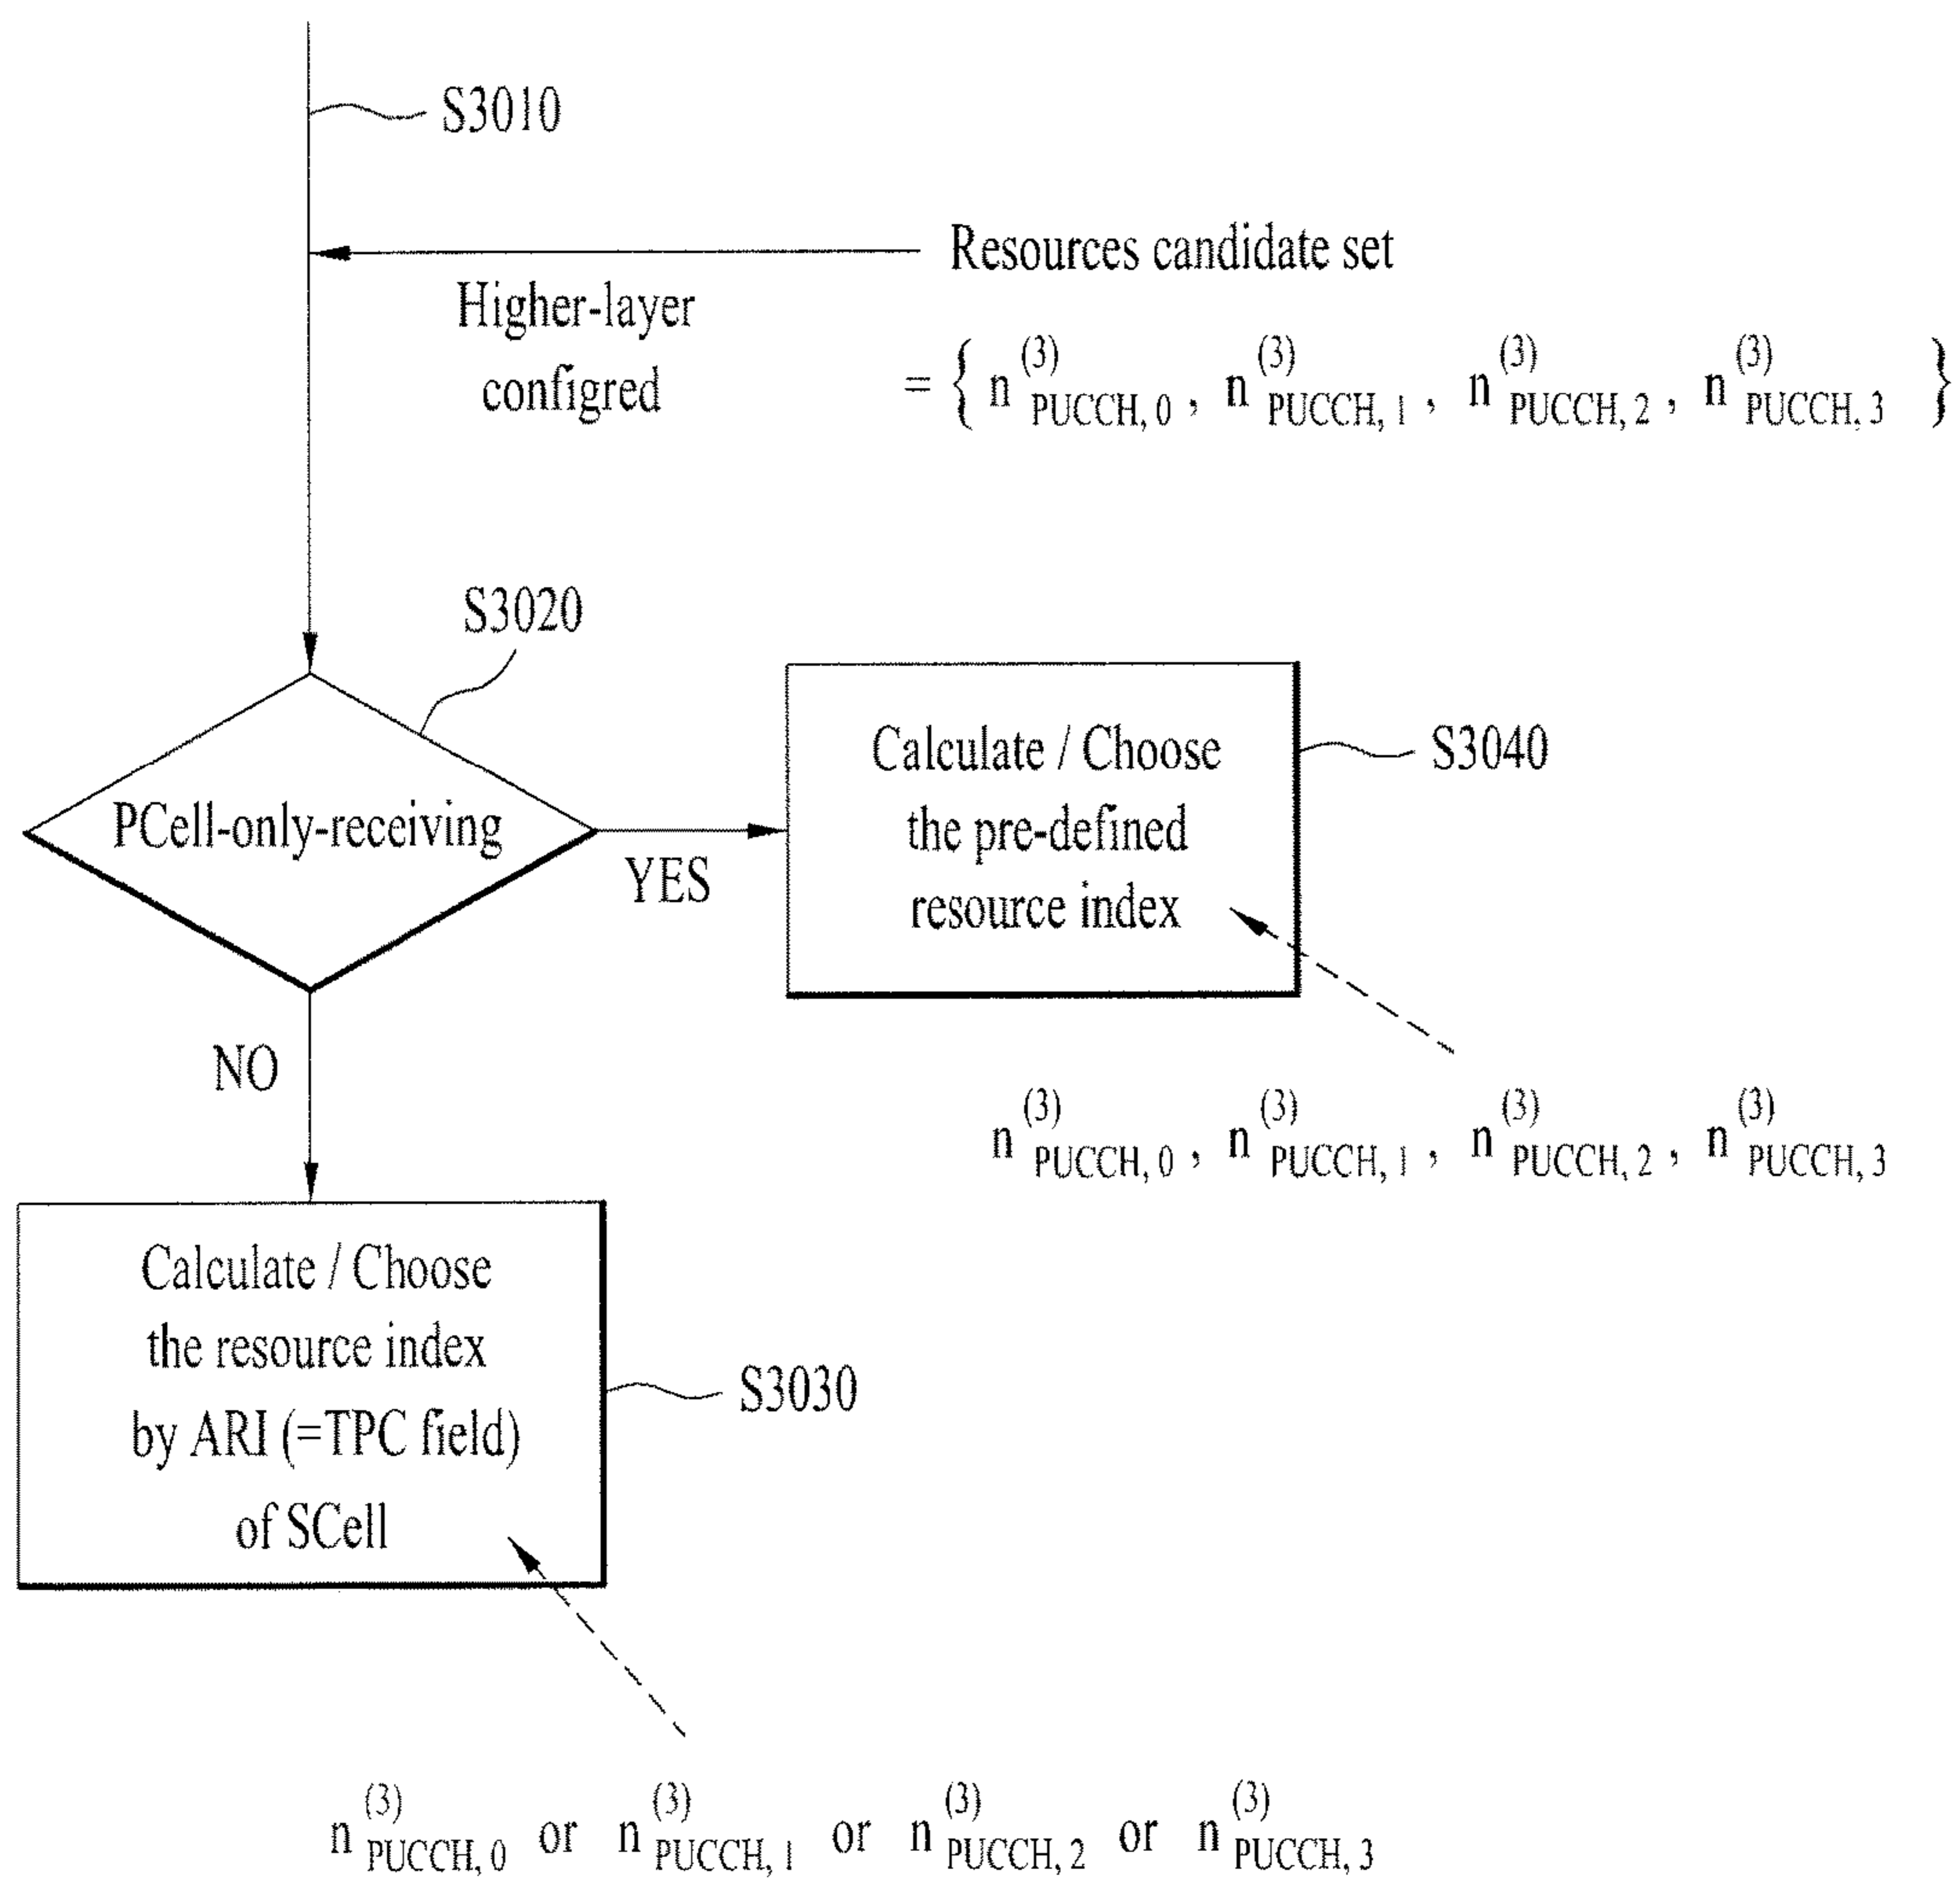 S3010
Resources candidate set
Higher-layer
configred
= { n(3)PUCCH, 0 , n(3)PUCCH, 1 , n(3)PUCCH, 2 , n(3)PUCCH, 3 }
S3020
PCell-only-receiving
YES
NO
Calculate / Choose
the pre-defined
resource index
S3040
n(3)PUCCH, 0 , n(3)PUCCH, 1 , n(3)PUCCH, 2 , n(3)PUCCH, 3
Calculate / Choose
the resource index
by ARI (=TPC field)
of SCell
S3030
n(3)PUCCH, 0 or n(3)PUCCH, 1 or n(3)PUCCH, 2 or n(3)PUCCH, 3